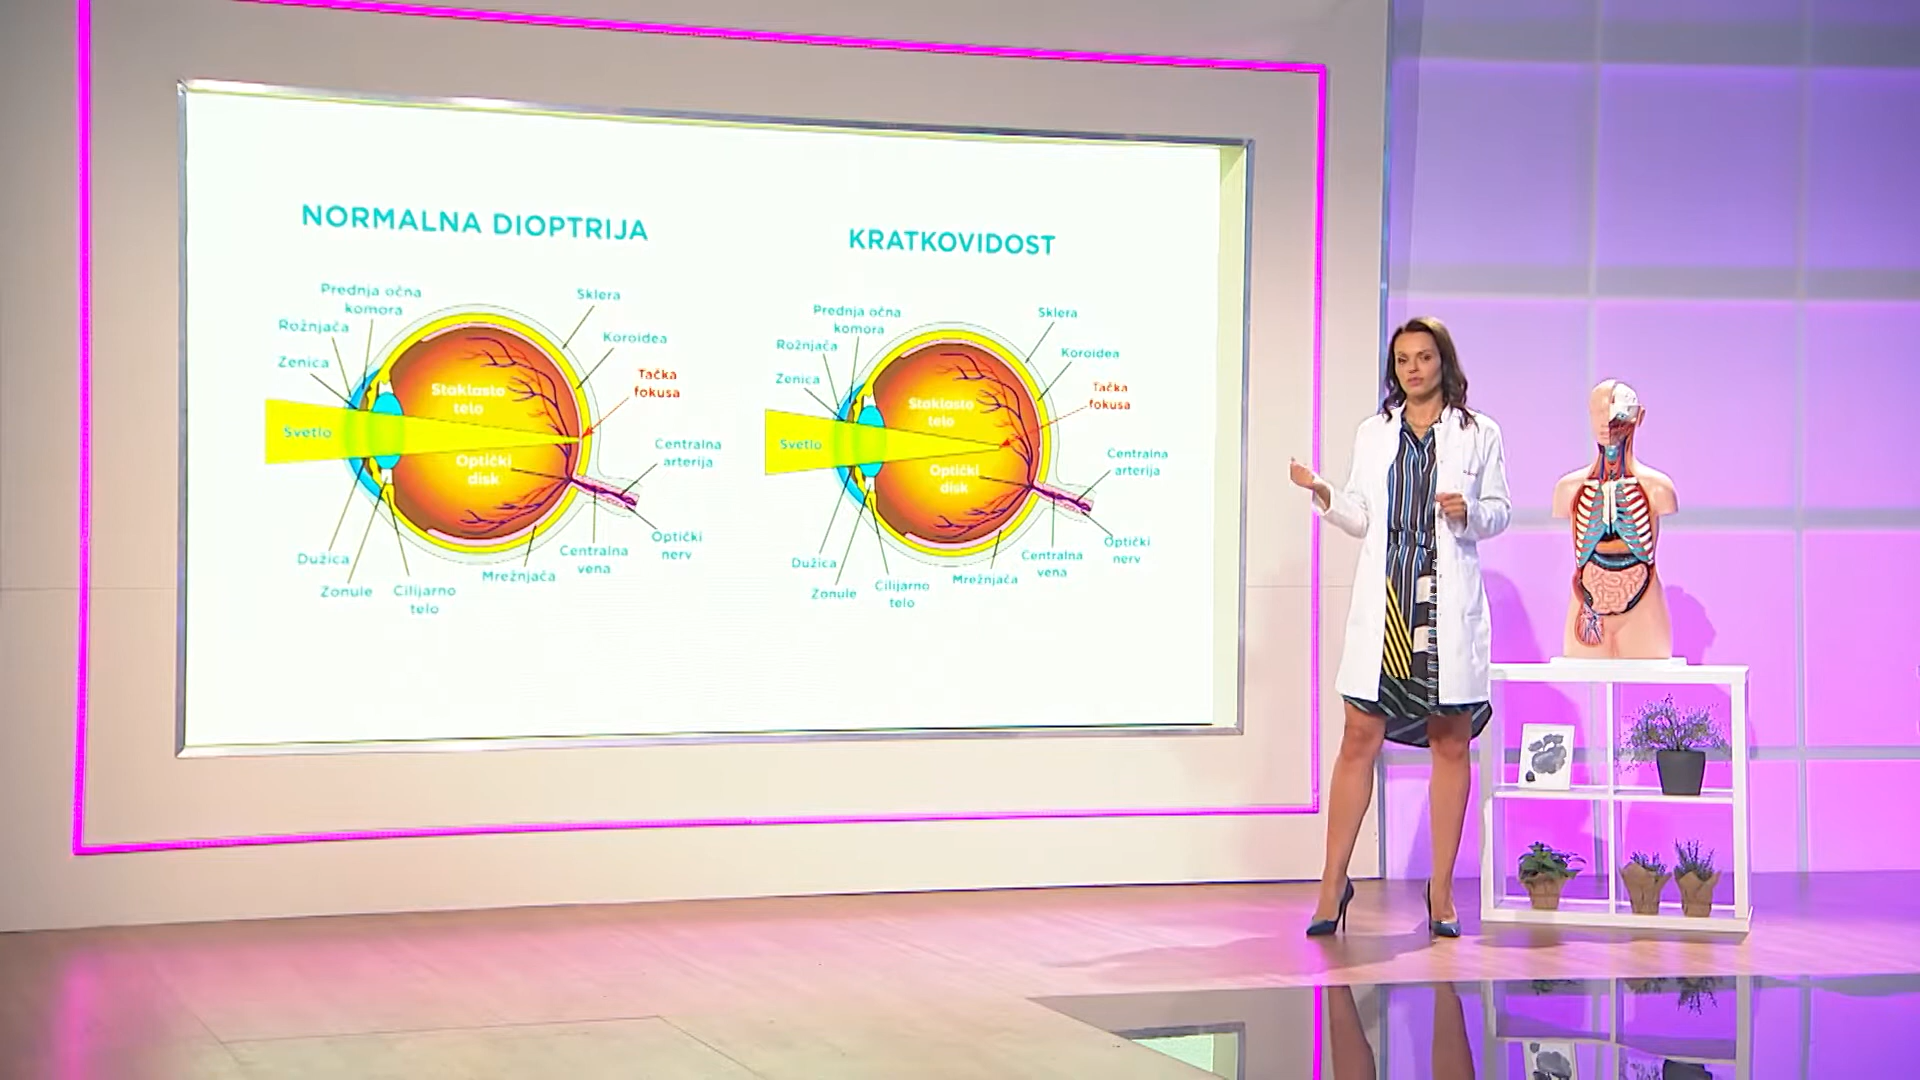 NORMALNA DIOPTRIJA
Prednja očna
komora
Rožnjača
Zenica
Svetlo
Sklera
Koroidea
Tačka
fokusa
Staklasto
telo
Optički
disk
Centralna
arterija
Optički
nerv
Centralna
vena
Mrežnjača
Cilijarno
telo
Zonule
Dužica
KRATKOVIDOST
Prednja očna
komora
Rožnjača
Zenica
Svetlo
Sklera
Koroidea
Tačka
fokusa
Staklasto
telo
Optički
disk
Centralna
arterija
Optički
nerv
Centralna
vena
Mrežnjača
Cilijarno
telo
Zonule
Dužica